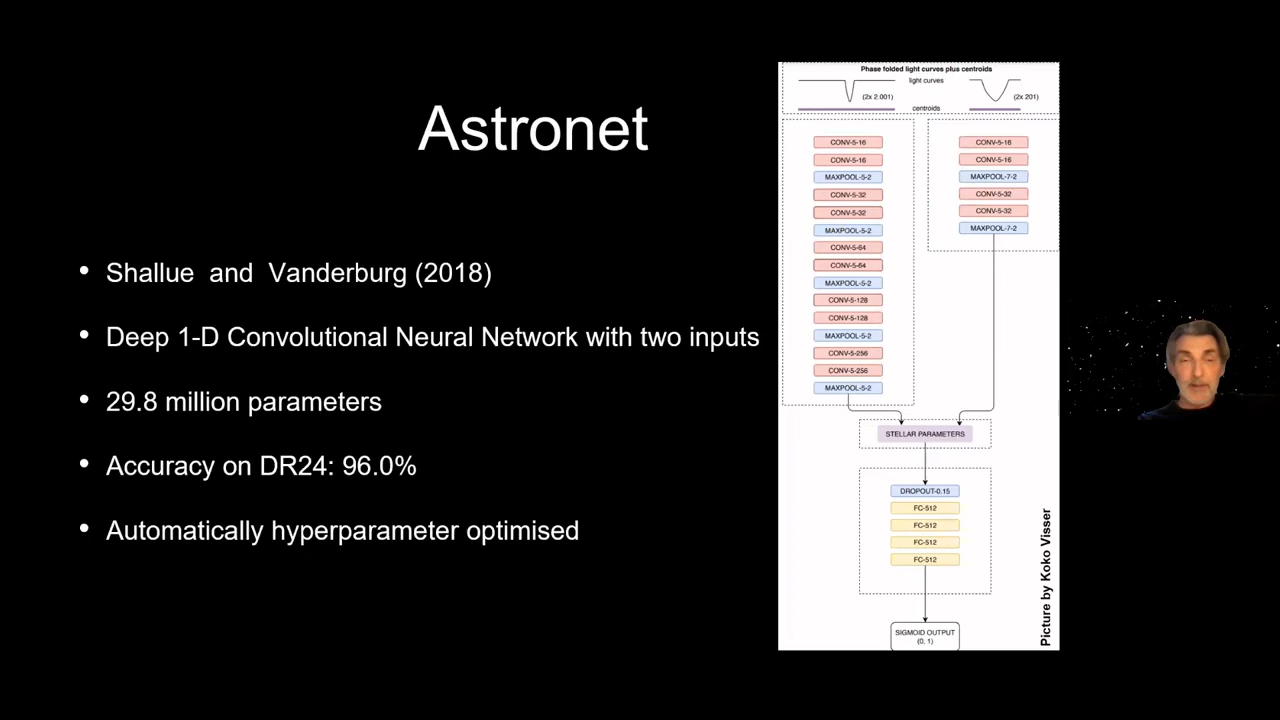 Astronet
• Shallue and Vanderburg (2018)
• Drop 1-D Convolutional Neural Network with two inputs
• 29.8 million parameters
• Accuracy on DR24: 96.0%
• Automatically hyperparameter optimised
Phase folded light curves plus centroids
light curves
(2x 2.001)
(2x 201)
centroids
CONV-5-16
CONV-5-16
MAXPOOL-5-2
CONV-5-32
CONV-5-32
MAXPOOL-5-2
CONV-5-64
CONV-5-64
MAXPOOL-5-2
CONV-5-128
CONV-5-128
MAXPOOL-5-2
CONV-5-256
CONV-5-256
MAXPOOL-5-2
CONV-5-16
CONV-5-16
MAXPOOL-7-2
CONV-5-32
CONV-5-32
MAXPOOL-7-2
STELLAR PARAMETERS
DROPOUT-0.15
FC-512
FC-512
FC-512
FC-512
SIGMOID OUTPUT
(0, 1)
Picture by Koko Visser